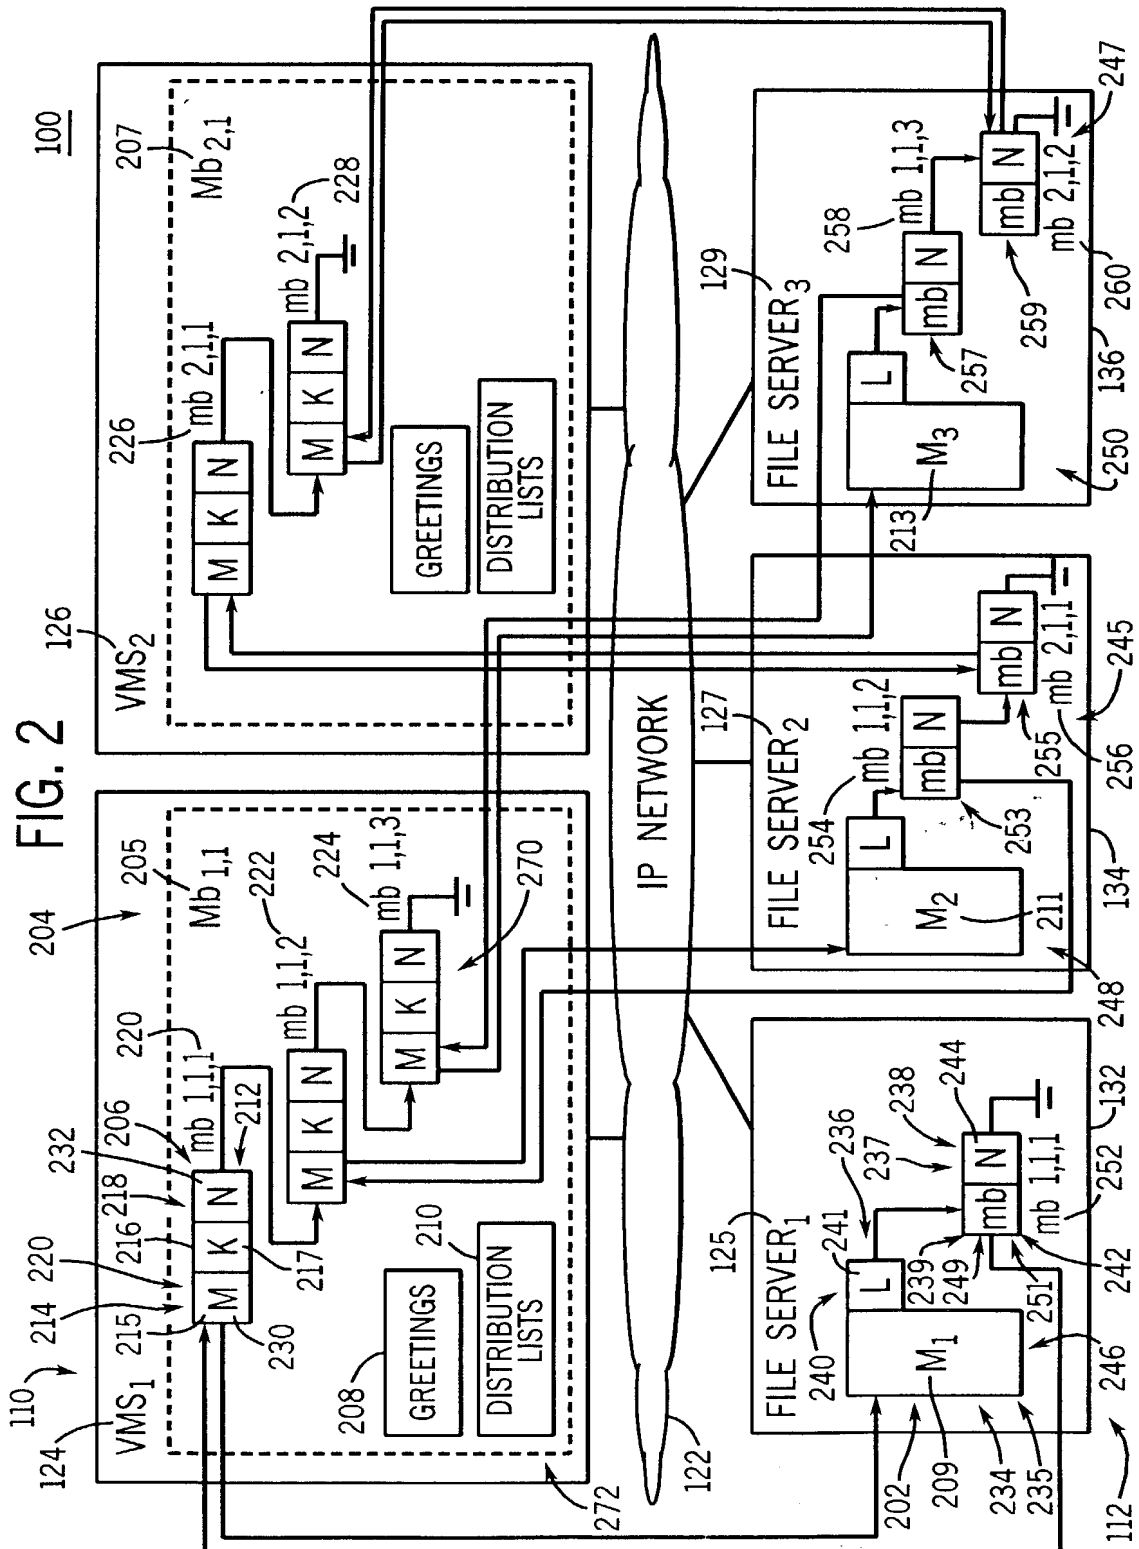 FIG. 2
100
110
124
VMS1
204
205
Mb 1,1
206
220
mb 1,1,1
214
220
216
218
232
212
215
M K N
230
217
222
mb 1,1,2
M K N
224
mb 1,1,3
M K N
270
208
GREETINGS
210
DISTRIBUTION
LISTS
272
126
VMS2
207
Mb 2,1
226
mb 2,1,1
M K N
mb 2,1,2
228
M K N
GREETINGS
DISTRIBUTION
LISTS
122
IP NETWORK
125
FILE SERVER1
240
241
L
236
237
238
244
M1
239
249
251
mb N
242
mb 1,1,1
252
202
209
234
235
246
132
112
127
FILE SERVER2
254
mb 1,1,2
L
M2
211
mb N
253
mb N
255
mb 2,1,1
256
245
248
134
129
FILE SERVER3
258
mb 1,1,3
L
M3
213
mb N
257
mb N
259
mb 2,1,2
260
247
250
136